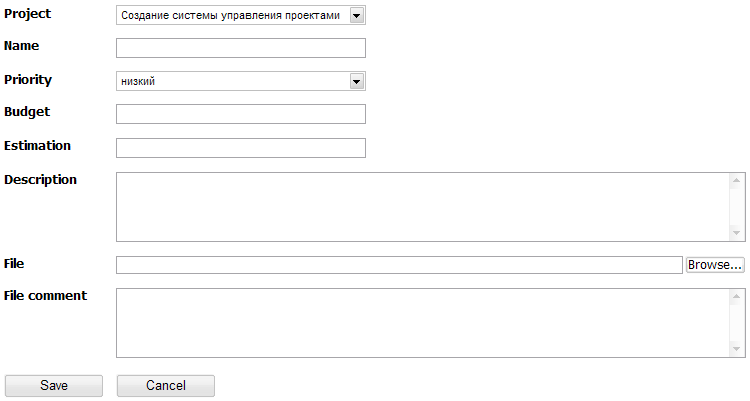 Project Создание системы управления проектами
Name
Priority низкий
Budget
Estimation
Description
File Browse...
File comment
Save Cancel